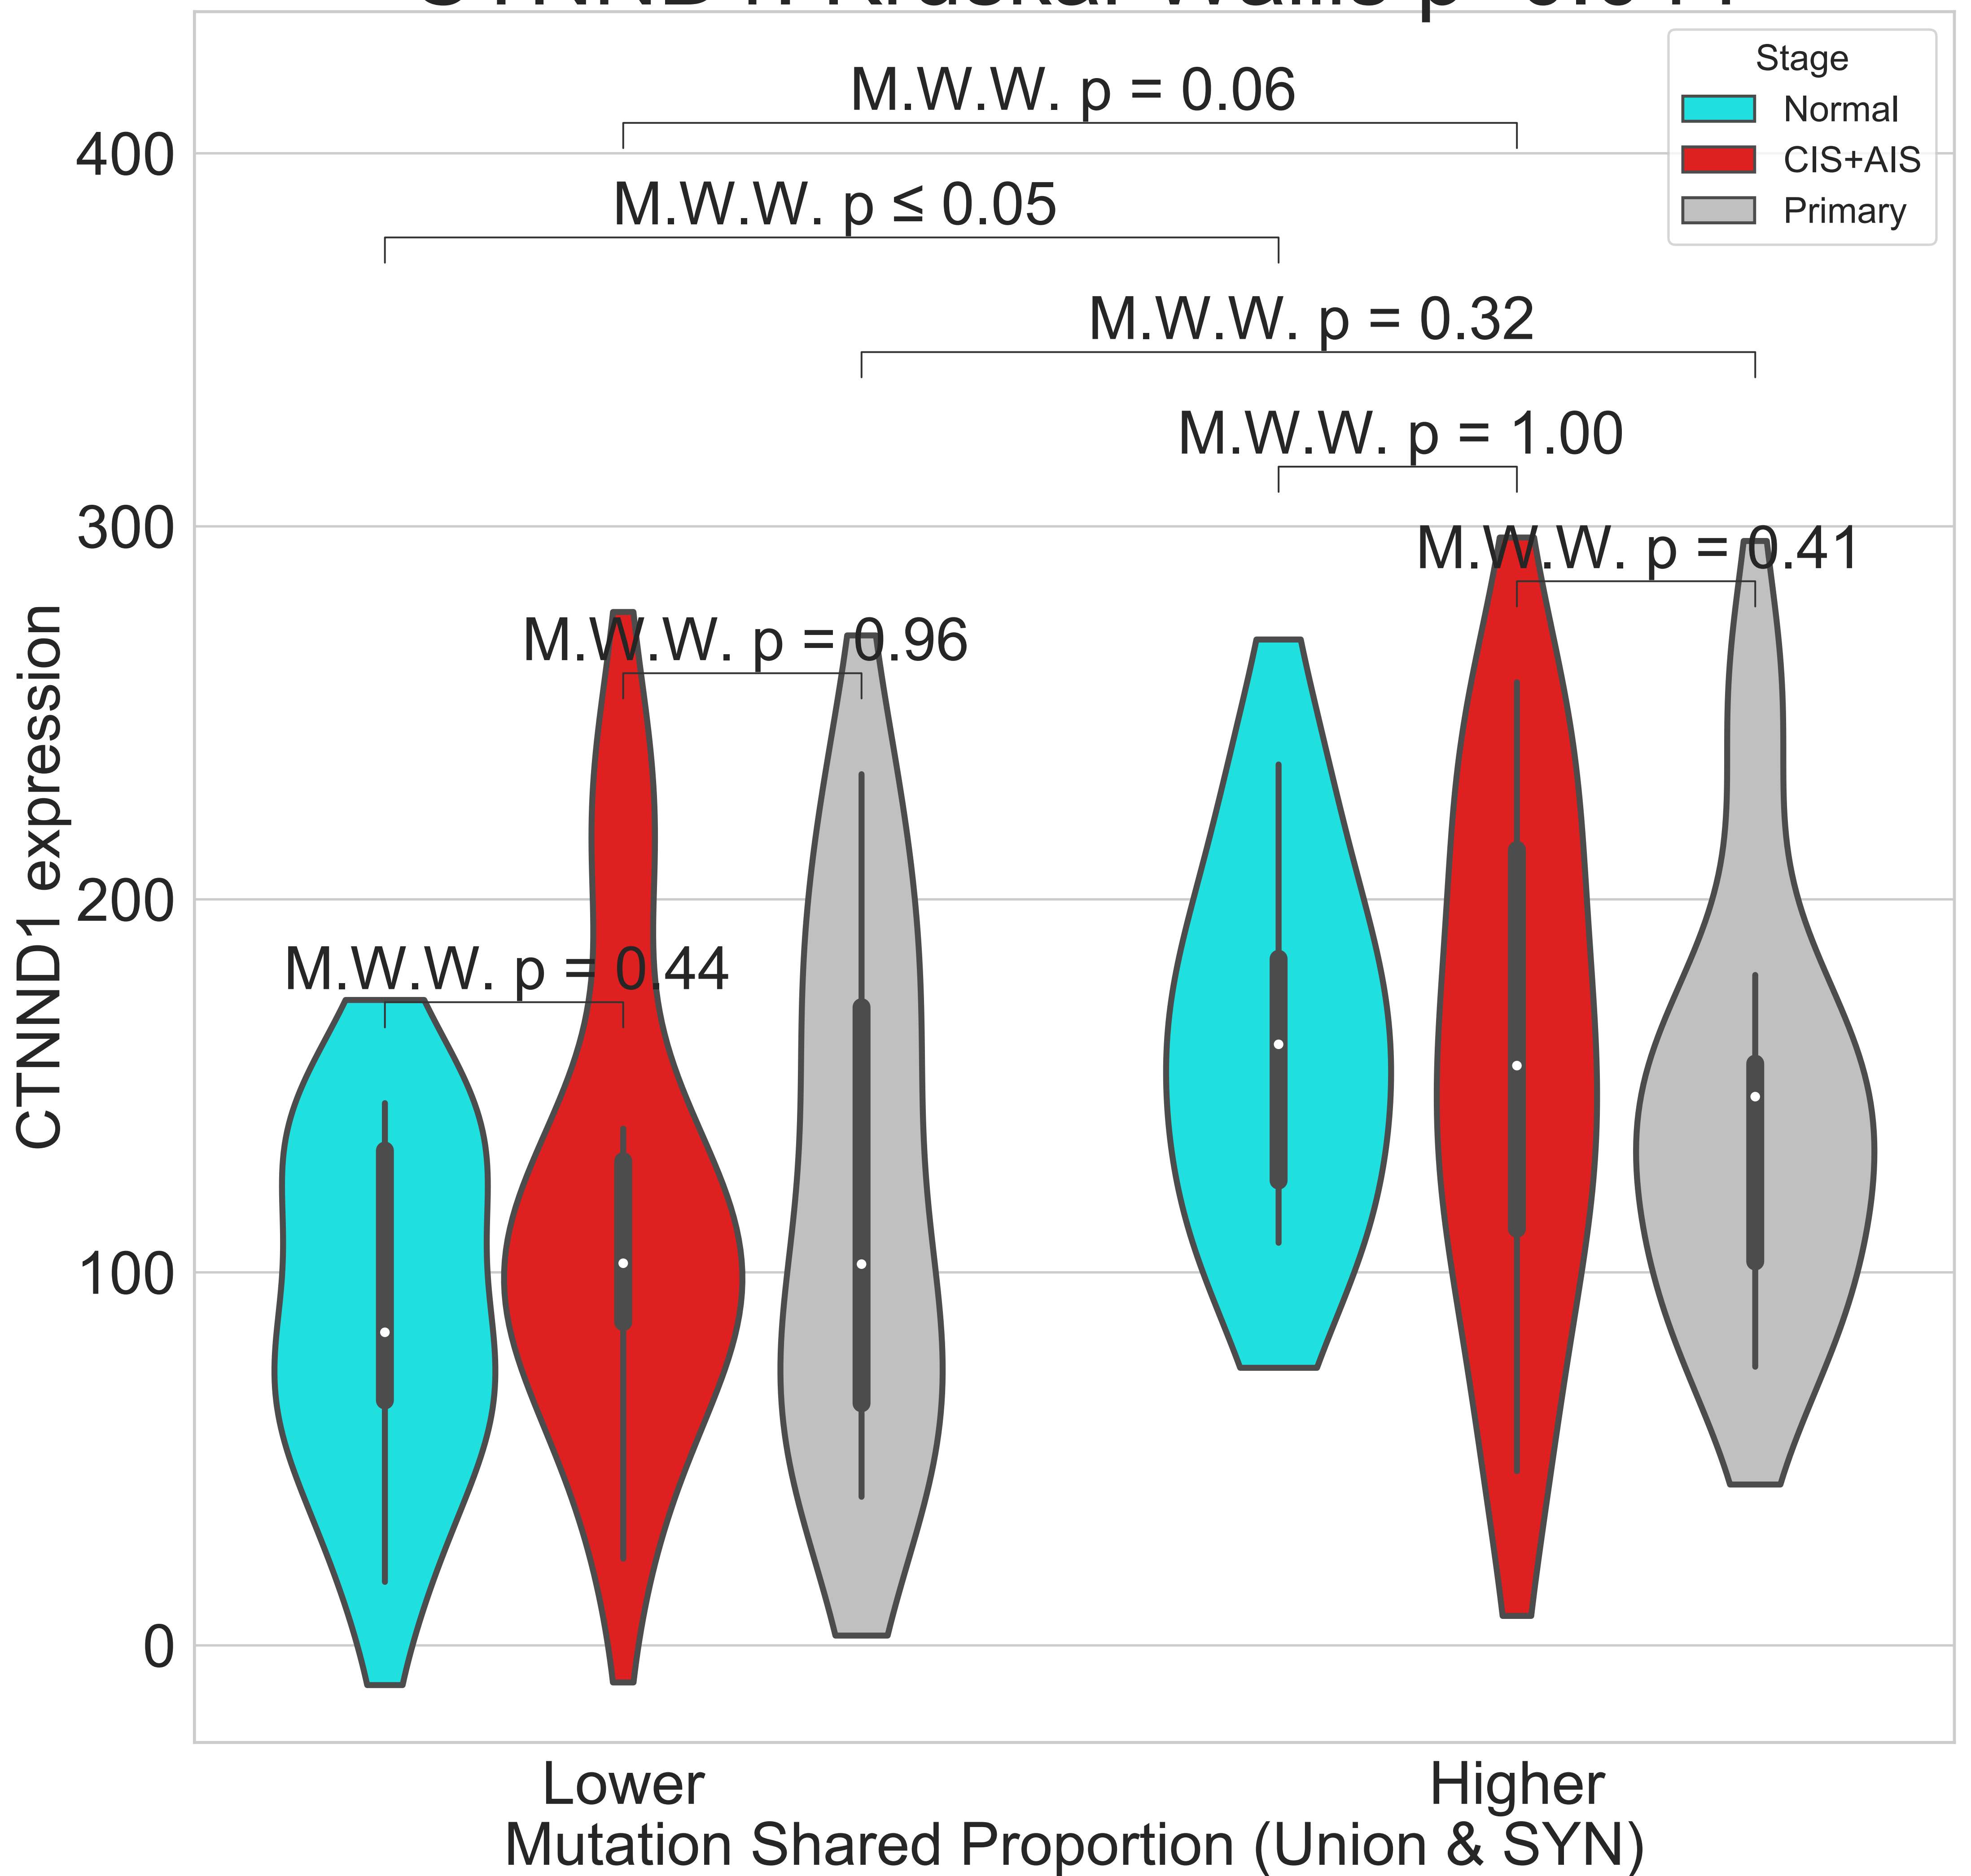 Stage
Normal
CIS+AIS
Primary
M.W.W. p = 0.06
M.W.W. p ≤ 0.05
M.W.W. p = 0.32
M.W.W. p = 1.00
M.W.W. p = 0.41
M.W.W. p = 0.96
M.W.W. p = 0.44
400
300
200
100
0
CTNND1 expression
Lower
Higher
Mutation Shared Proportion (Union & SYN)